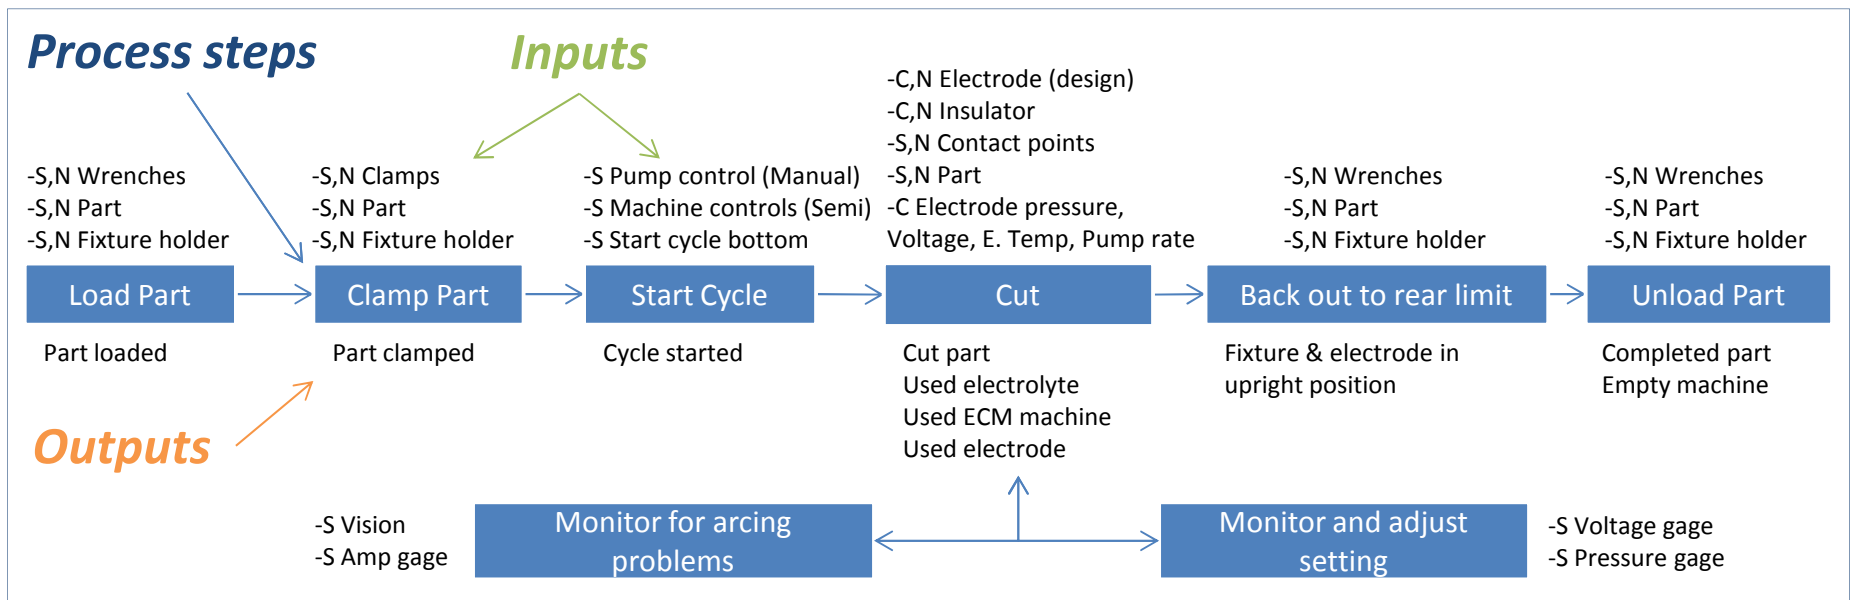 Process steps
Inputs
-S,N Wrenches
-S,N Part
-S,N Fixture holder
Load Part
Part loaded
-S,N Clamps
-S,N Part
-S,N Fixture holder
Clamp Part
Part clamped
-S Pump control (Manual)
-S Machine controls (Semi)
-S Start cycle bottom
Start Cycle
Cycle started
-C,N Electrode (design)
-C,N Insulator
-S,N Contact points
-S,N Part
-C Electrode pressure,
Voltage, E. Temp, Pump rate
Cut
Cut part
Used electrolyte
Used ECM machine
Used electrode
-S,N Wrenches
-S,N Part
-S,N Fixture holder
Back out to rear limit
Fixture & electrode in
upright position
-S,N Wrenches
-S,N Part
-S,N Fixture holder
Unload Part
Completed part
Empty machine
Outputs
-S Vision
-S Amp gage
Monitor for arcing
problems
Monitor and adjust
setting
-S Voltage gage
-S Pressure gage